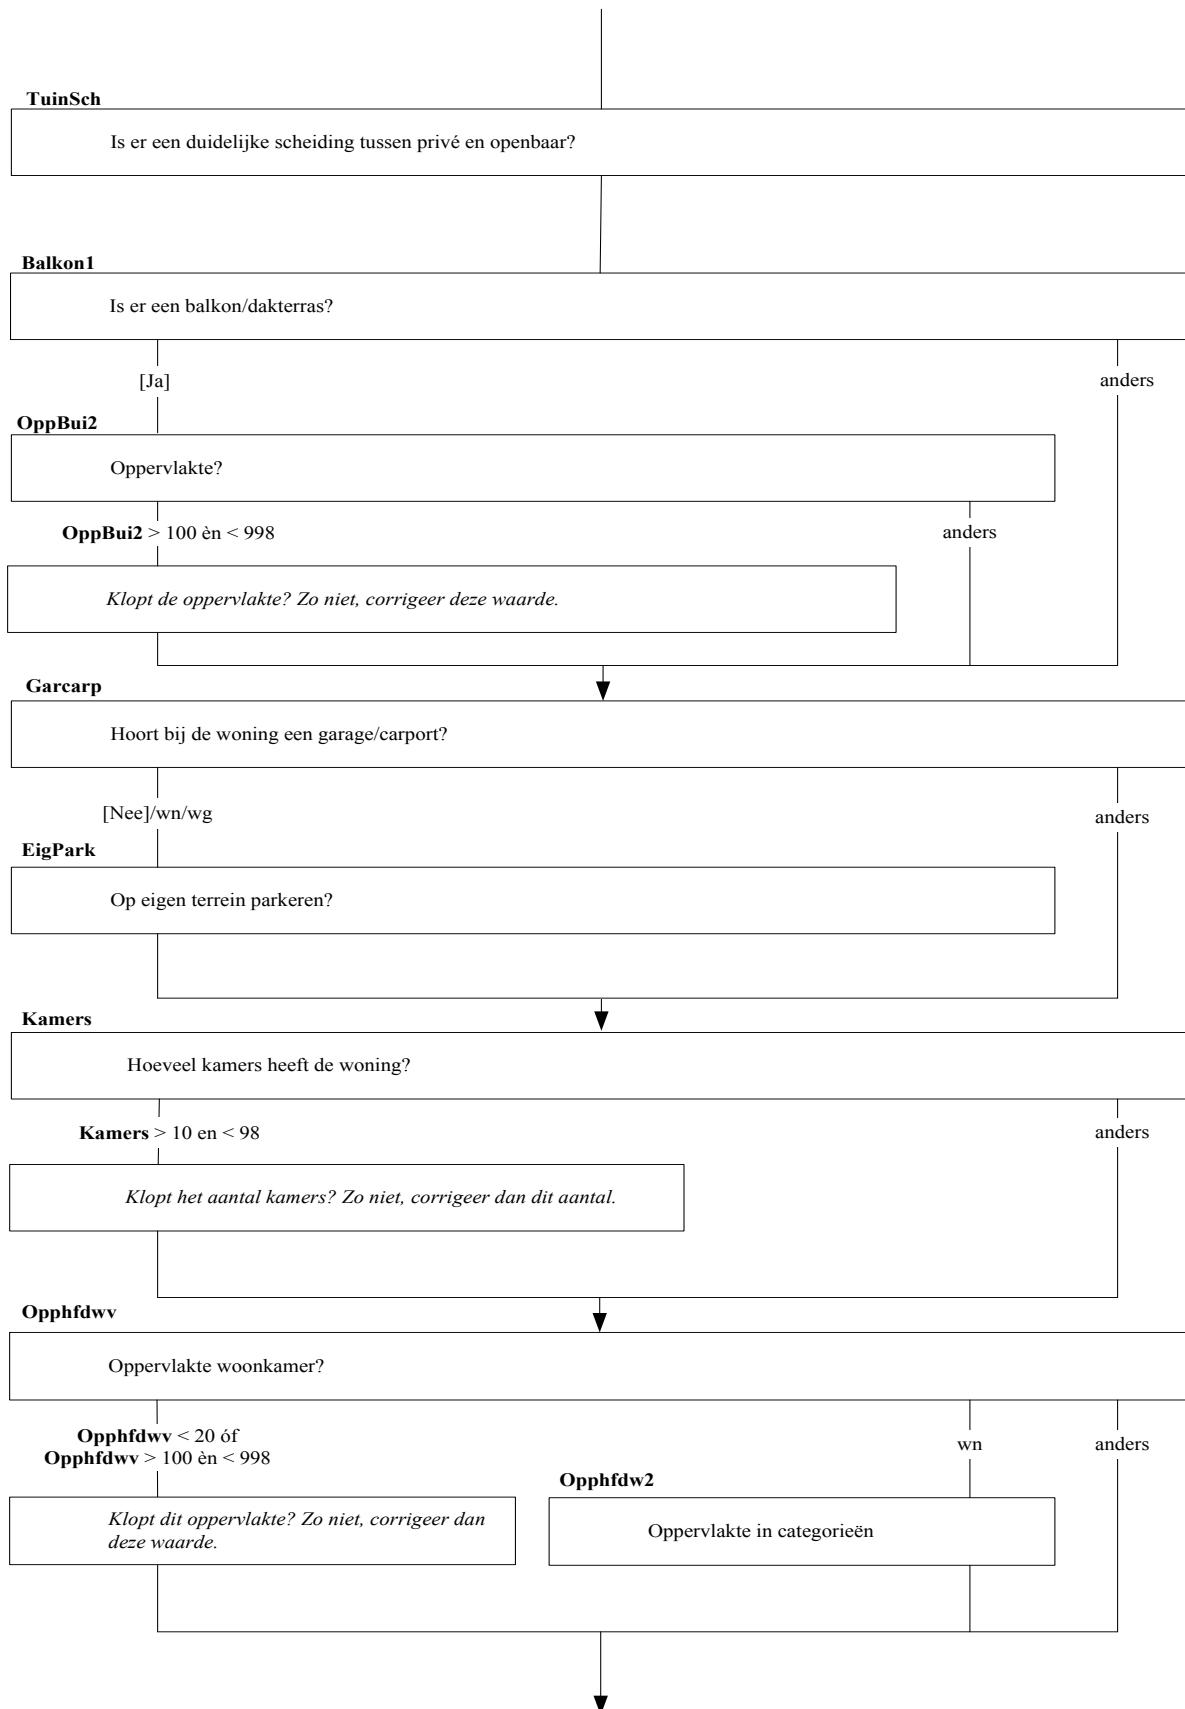 TuinSch
Is er een duidelijke scheiding tussen privé en openbaar?
Balkon1
Is er een balkon/dakterras?
[Ja]
anders
OppBui2
Oppervlakte?
OppBui2 > 100 èn < 998
anders
Klopt de oppervlakte? Zo niet, corrigeer deze waarde.
Garcarp
Hoort bij de woning een garage/carport?
[Nee]/wn/wg
anders
EigPark
Op eigen terrein parkeren?
Kamers
Hoeveel kamers heeft de woning?
Kamers > 10 en < 98
anders
Klopt het aantal kamers? Zo niet, corrigeer dan dit aantal.
Opphfdwv
Oppervlakte woonkamer?
Opphfdwv < 20 óf
Opphfdwv > 100 èn < 998
wn
anders
Opphfdw2
Klopt dit oppervlakte? Zo niet, corrigeer dan
deze waarde.
Oppervlakte in categorieën